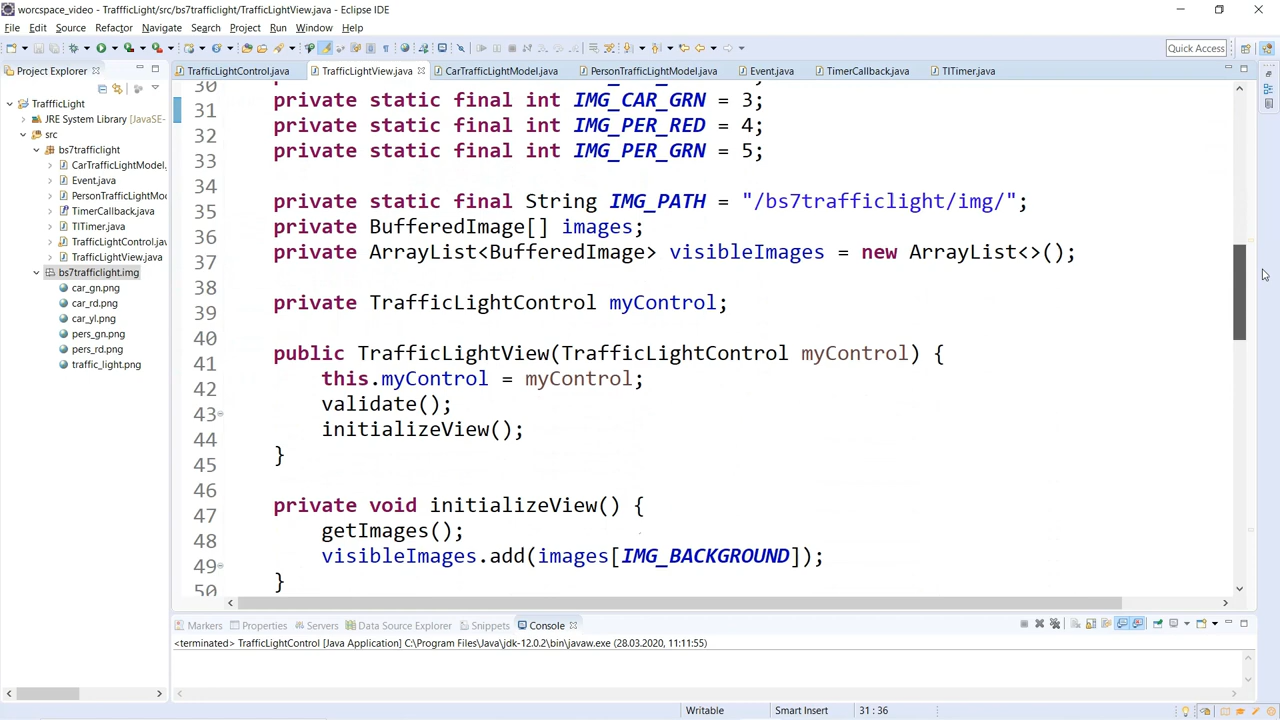 worcspace_video - TrafficLight/src/bs7trafficlight/TrafficLightView.java - Eclipse IDE
File Edit Source Refactor Navigate Search Project Run Window Help
Quick Access
Project Explorer
TrafficLightControl.java TrafficLightView.java CarTrafficLightModel.java PersonTrafficLightModel.java Event.java TimerCallback.java TlTimer.java
TraffficLight
JRE System Library [JavaSE-
src
bs7trafficlight
CarTrafficLightModel.
Event.java
PersonTrafficLightMo
TimerCallback.java
TlTimer.java
TrafficLightControl.jav
TrafficLightView.java
bs7trafficlight.img
car_gn.png
car_rd.png
car_yl.png
pers_gn.png
pers_rd.png
traffic_light.png
30
31 private static final int IMG_CAR_GRN = 3;
32 private static final int IMG_PER_RED = 4;
33 private static final int IMG_PER_GRN = 5;
34
35 private static final String IMG_PATH = "/bs7trafficlight/img/";
36 private BufferedImage[] images;
37 private ArrayList<BufferedImage> visibleImages = new ArrayList<>();
38
39 private TrafficLightControl myControl;
40
41 public TrafficLightView(TrafficLightControl myControl) {
42 this.myControl = myControl;
43 validate();
44 initializeView();
45 }
46
47 private void initializeView() {
48 getImages();
49 visibleImages.add(images[IMG_BACKGROUND]);
50 }
Markers Properties Servers Data Source Explorer Snippets Console
<terminated> TrafficLightControl [Java Application] C:\Program Files\Java\jdk-12.0.2\bin\javaw.exe (28.03.2020, 11:11:55)
Writable Smart Insert 31 : 36